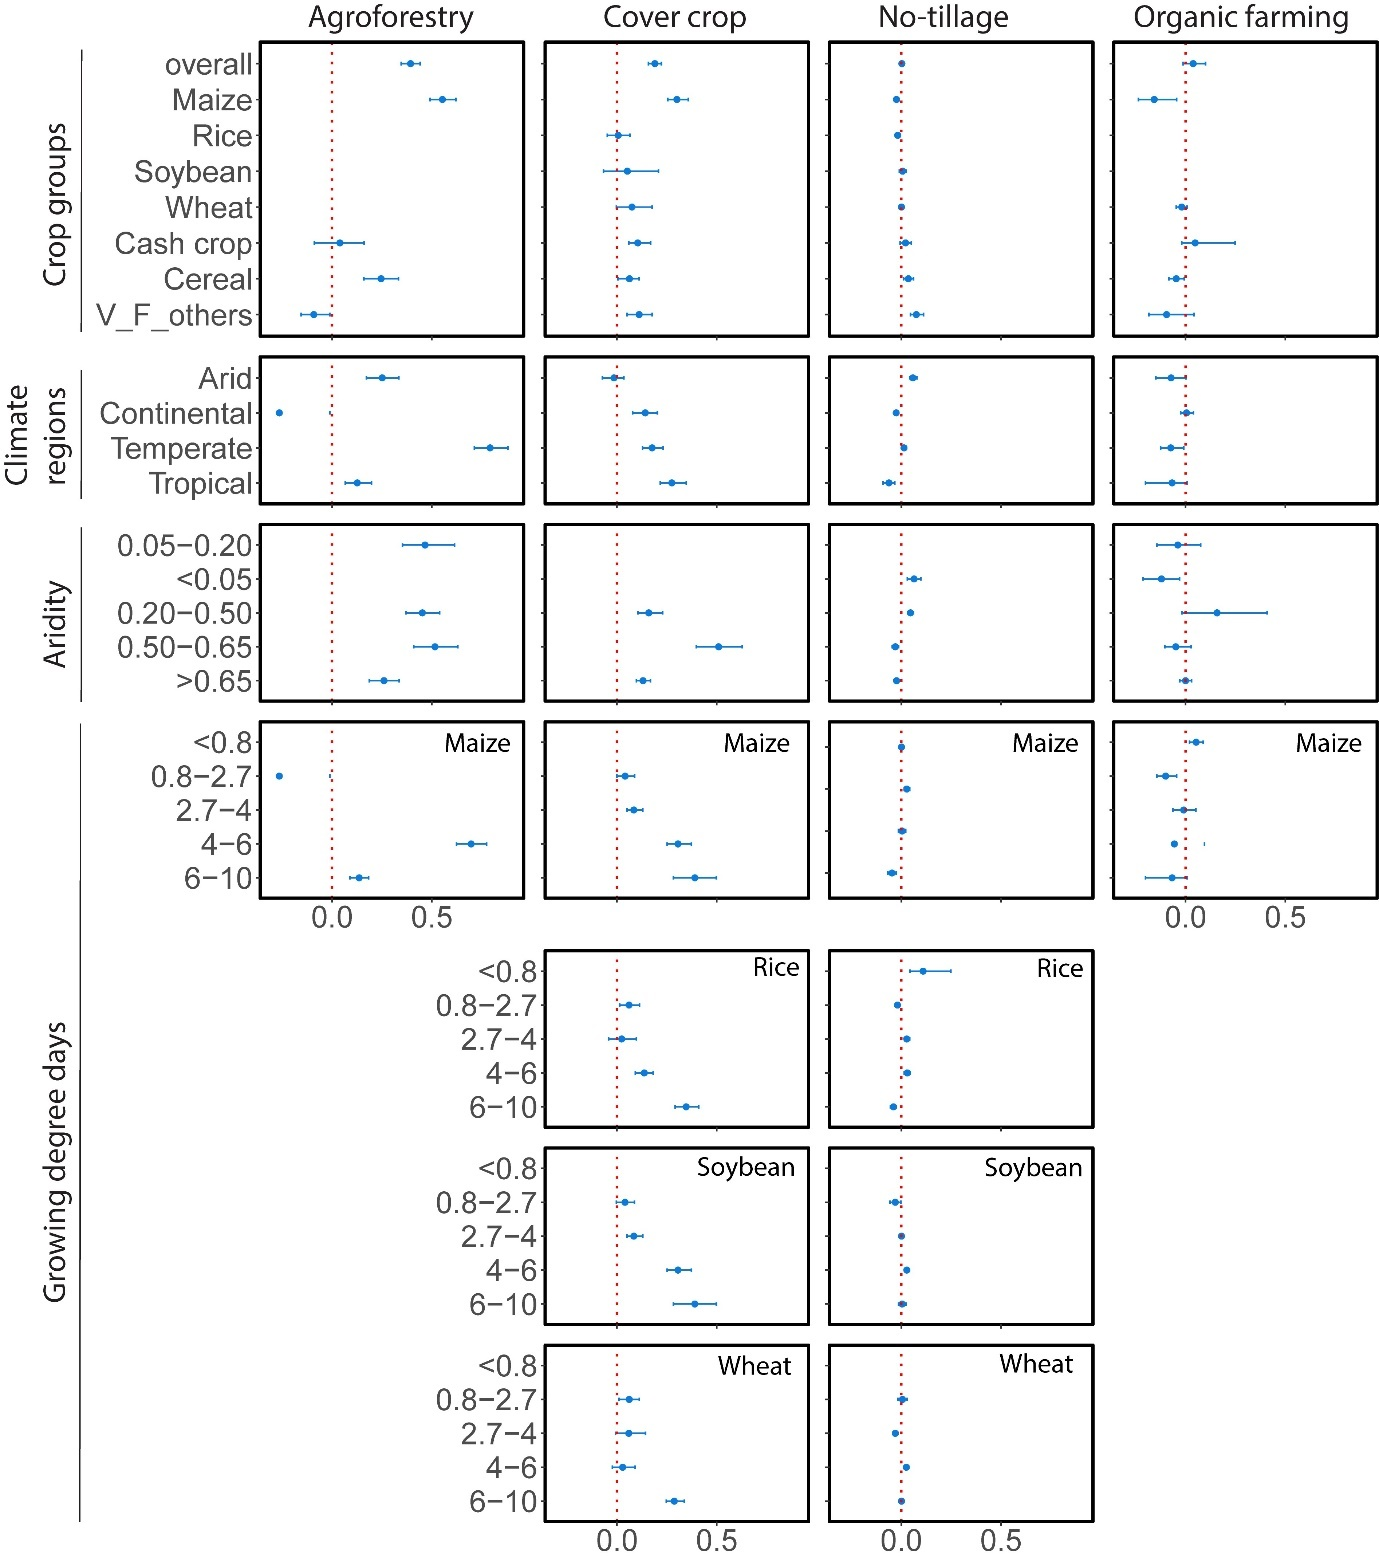 Agroforestry Cover crop No-tillage Organic farming
Crop groups
overall
Maize
Rice
Soybean
Wheat
Cash crop
Cereal
V_F_others
Climate
regions
Arid
Continental
Temperate
Tropical
Aridity
0.05−0.20
<0.05
0.20−0.50
0.50−0.65
>0.65
Growing degree days
<0.8 Maize Maize Maize Maize
0.8−2.7
2.7−4
4−6
6−10
0.0 0.5 0.0 0.5
<0.8 Rice Rice
0.8−2.7
2.7−4
4−6
6−10
<0.8 Soybean Soybean
0.8−2.7
2.7−4
4−6
6−10
<0.8 Wheat Wheat
0.8−2.7
2.7−4
4−6
6−10
0.0 0.5 0.0 0.5